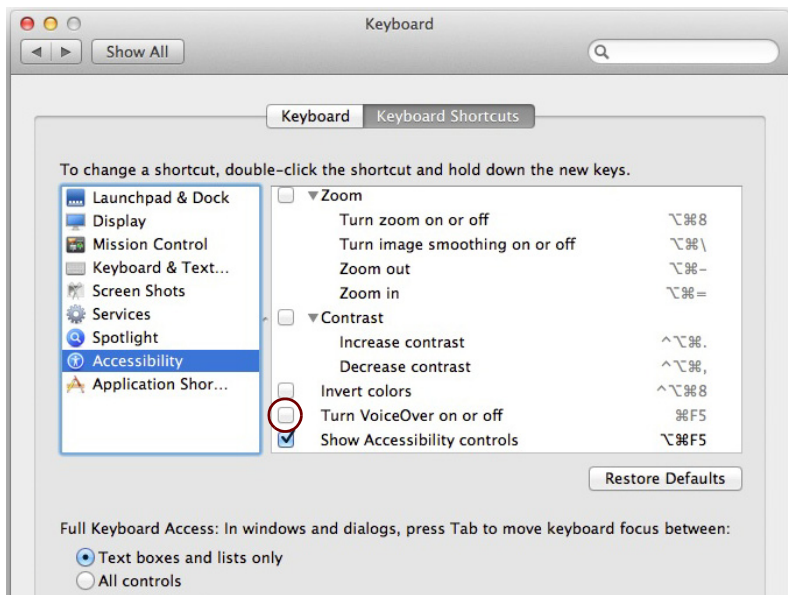 Keyboard
Show All
Keyboard Keyboard Shortcuts
To change a shortcut, double-click the shortcut and hold down the new keys.
Launchpad & Dock
Display
Mission Control
Keyboard & Text...
Screen Shots
Services
Spotlight
Accessibility
Application Shor...
▼Zoom
Turn zoom on or off ⌥⌘8
Turn image smoothing on or off ⌥⌘\
Zoom out ⌥⌘-
Zoom in ⌥⌘=
▼Contrast
Increase contrast ^⌥⌘.
Decrease contrast ^⌥⌘,
Invert colors ^⌥⌘8
Turn VoiceOver on or off ⌘F5
Show Accessibility controls ⌥⌘F5
Restore Defaults
Full Keyboard Access: In windows and dialogs, press Tab to move keyboard focus between:
Text boxes and lists only
All controls